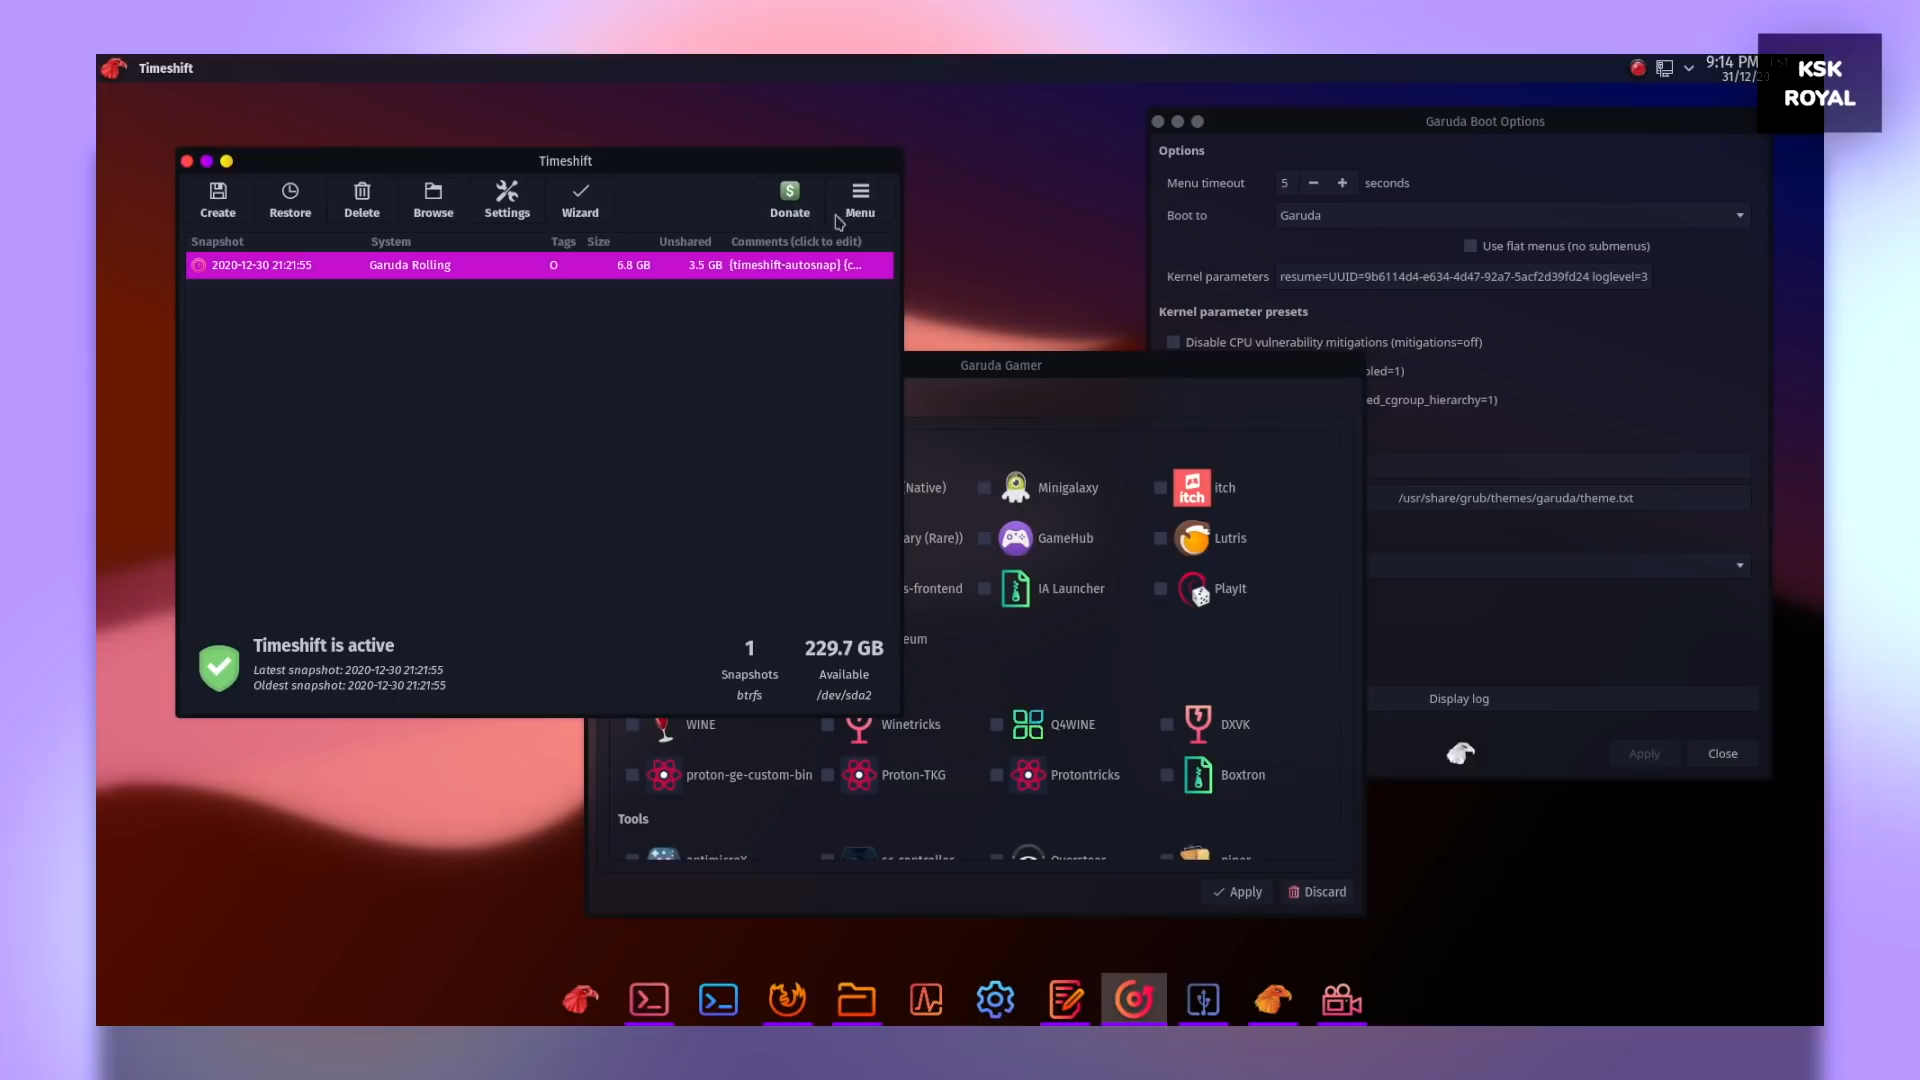 Timeshift
9:14 PM
31/12/20
KSK
ROYAL
Timeshift
Create
Restore
Delete
Browse
Settings
Wizard
Donate
Menu
Snapshot System Tags Size Unshared Comments (click to edit)
2020-12-30 21:21:55 Garuda Rolling O 6.8 GB 3.5 GB {timeshift-autosnap} {c...
Timeshift is active
Latest snapshot: 2020-12-30 21:21:55
Oldest snapshot: 2020-12-30 21:21:55
1
Snapshots
btrfs
229.7 GB
Available
/dev/sda2
Garuda Boot Options
Options
Menu timeout 5 seconds
Boot to Garuda
Use flat menus (no submenus)
Kernel parameters resume=UUID=9b6114d4-e634-4d47-92a7-5acf2d39fd24 loglevel=3
Kernel parameter presets
Disable CPU vulnerability mitigations (mitigations=off)
bled=1)
ed_cgroup_hierarchy=1)
/usr/share/grub/themes/garuda/theme.txt
Display log
Apply
Close
Garuda Gamer
(Native) Minigalaxy itch
itch
ary (Rare)) GameHub Lutris
s-frontend IA Launcher PlayIt
eum
WINE Winetricks Q4WINE DXVK
proton-ge-custom-bin Proton-TKG Protontricks Boxtron
Tools
antimicroX sc-controller Oversteer piper
Apply
Discard